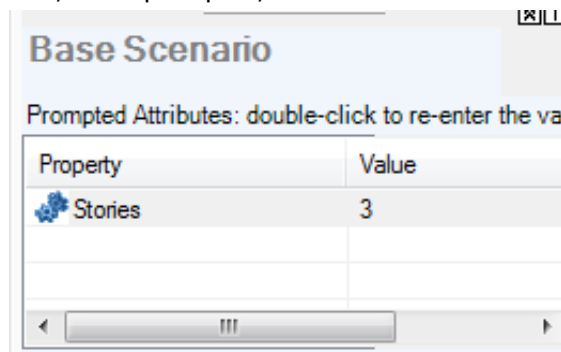 Base Scenario
Prompted Attributes: double-click to re-enter the va
Property Value
Stories 3